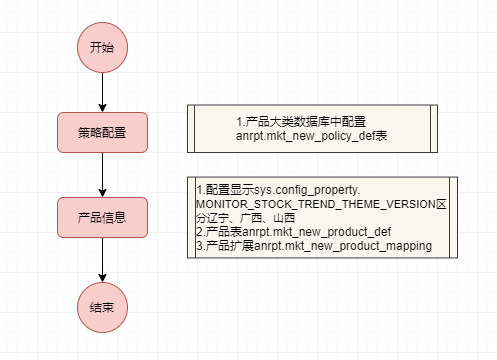 开始
策略配置
1.产品大类数据库中配置
anrpt.mkt_new_policy_def表
产品信息
1.配置显示sys.config_property.
MONITOR_STOCK_TREND_THEME_VERSION区
分辽宁、广西、山西
2.产品表anrpt.mkt_new_product_def
3.产品扩展anrpt.mkt_new_product_mapping
结束